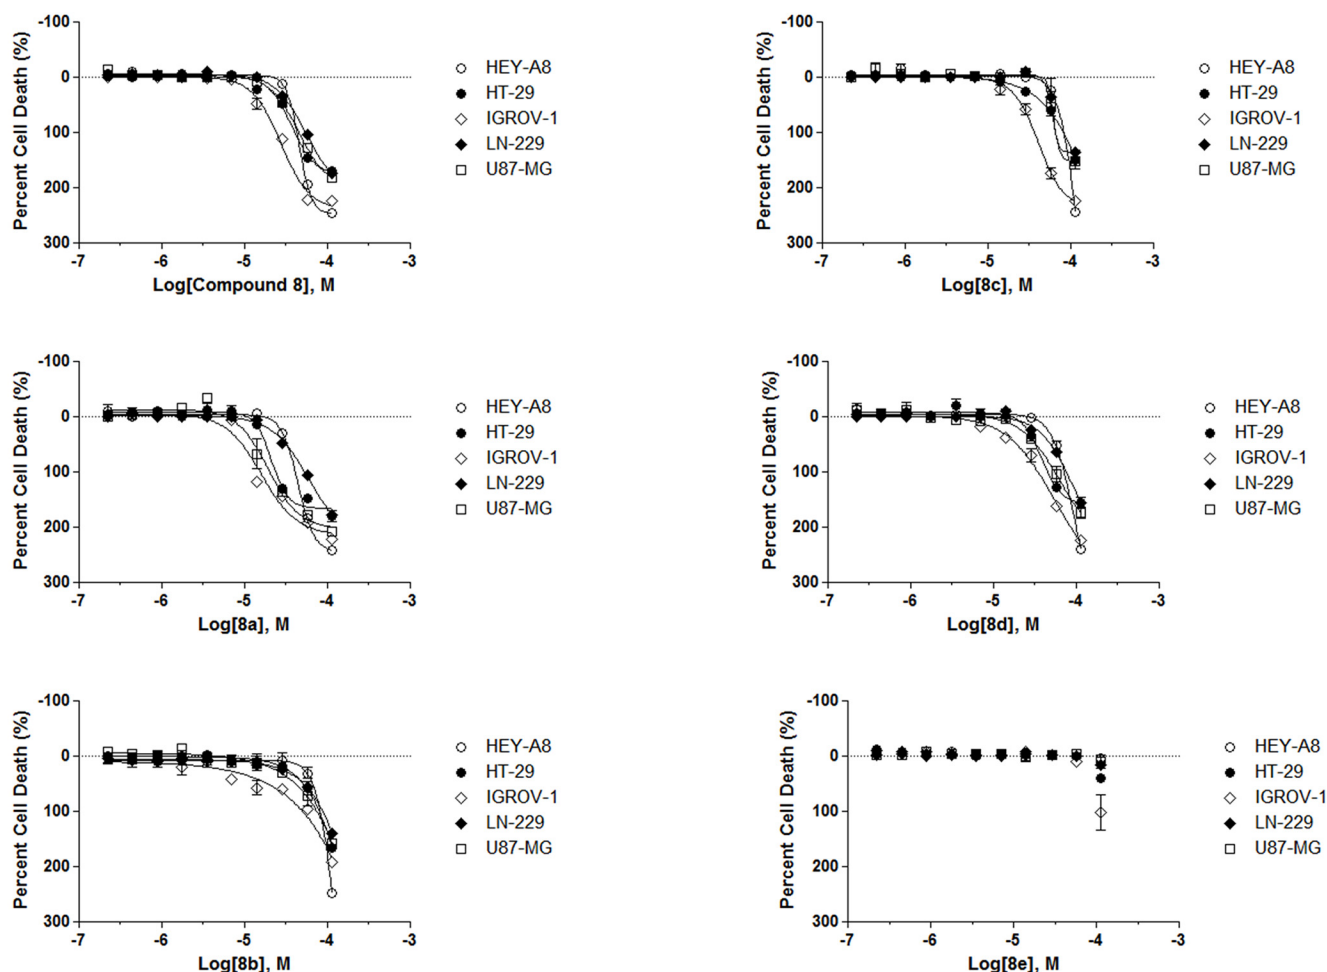 Percent Cell Death (%)
-100
0
100
200
300
-7
-6
-5
-4
-3
Log[Compound 8], M
HEY-A8
HT-29
IGROV-1
LN-229
U87-MG
Percent Cell Death (%)
-100
0
100
200
300
-7
-6
-5
-4
-3
Log[8c], M
HEY-A8
HT-29
IGROV-1
LN-229
U87-MG
Percent Cell Death (%)
-100
0
100
200
300
-7
-6
-5
-4
-3
Log[8a], M
HEY-A8
HT-29
IGROV-1
LN-229
U87-MG
Percent Cell Death (%)
-100
0
100
200
300
-7
-6
-5
-4
-3
Log[8d], M
HEY-A8
HT-29
IGROV-1
LN-229
U87-MG
Percent Cell Death (%)
-100
0
100
200
300
-7
-6
-5
-4
-3
Log[8b], M
HEY-A8
HT-29
IGROV-1
LN-229
U87-MG
Percent Cell Death (%)
-100
0
100
200
300
-7
-6
-5
-4
-3
Log[8e], M
HEY-A8
HT-29
IGROV-1
LN-229
U87-MG